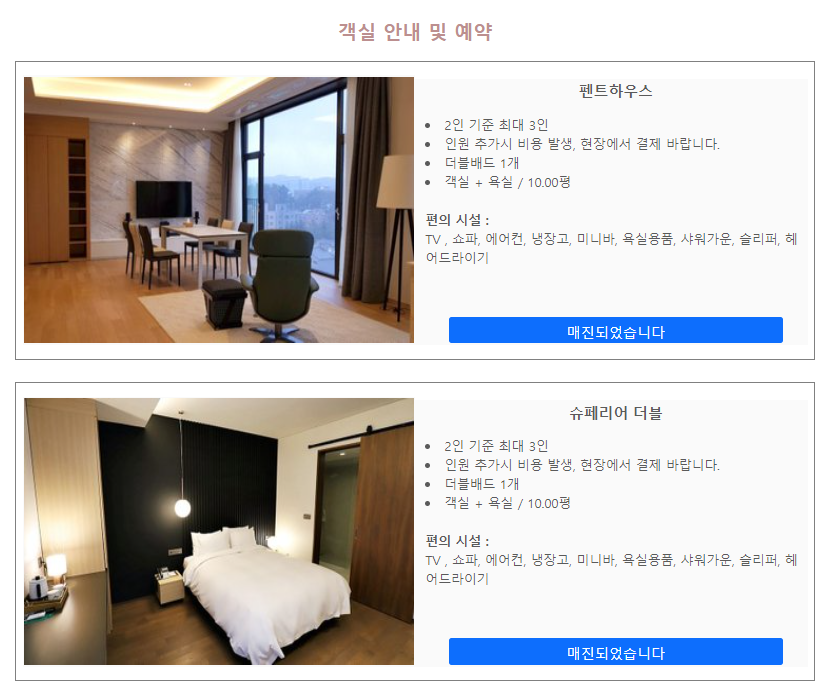 객실 안내 및 예약
펜트하우스
2인 기준 최대 3인
인원 추가시 비용 발생, 현장에서 결제 바랍니다.
더블배드 1개
객실 + 욕실 / 10.00평
편의 시설 :
TV , 쇼파, 에어컨, 냉장고, 미니바, 욕실용품, 샤워가운, 슬리퍼, 헤
어드라이기
매진되었습니다
슈페리어 더블
2인 기준 최대 3인
인원 추가시 비용 발생, 현장에서 결제 바랍니다.
더블배드 1개
객실 + 욕실 / 10.00평
편의 시설 :
TV , 쇼파, 에어컨, 냉장고, 미니바, 욕실용품, 샤워가운, 슬리퍼, 헤
어드라이기
매진되었습니다